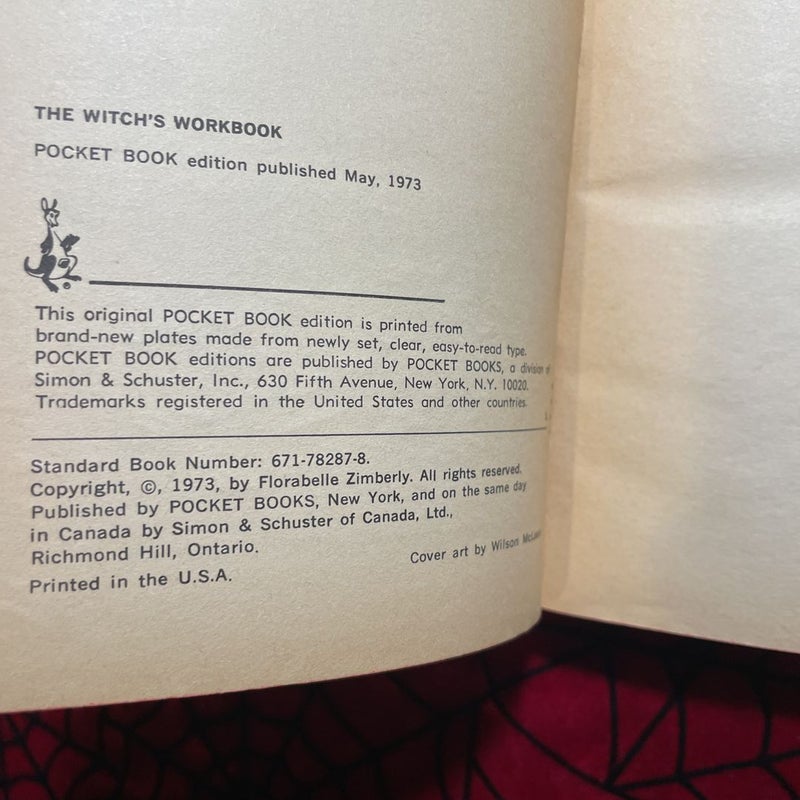 THE WITCH'S WORKBOOK
POCKET BOOK edition published May, 1973
This original POCKET BOOK edition is printed from
brand-new plates made from newly set, clear, easy-to-read type.
POCKET BOOK editions are published by POCKET BOOKS, a division of
Simon & Schuster, Inc., 630 Fifth Avenue, New York, N.Y. 10020.
Trademarks registered in the United States and other countries.
Standard Book Number: 671-78287-8.
Copyright, ©, 1973, by Florabelle Zimberly. All rights reserved.
Published by POCKET BOOKS, New York, and on the same day
in Canada by Simon & Schuster of Canada, Ltd.,
Richmond Hill, Ontario.
Cover art by Wilson
Printed in the U.S.A.